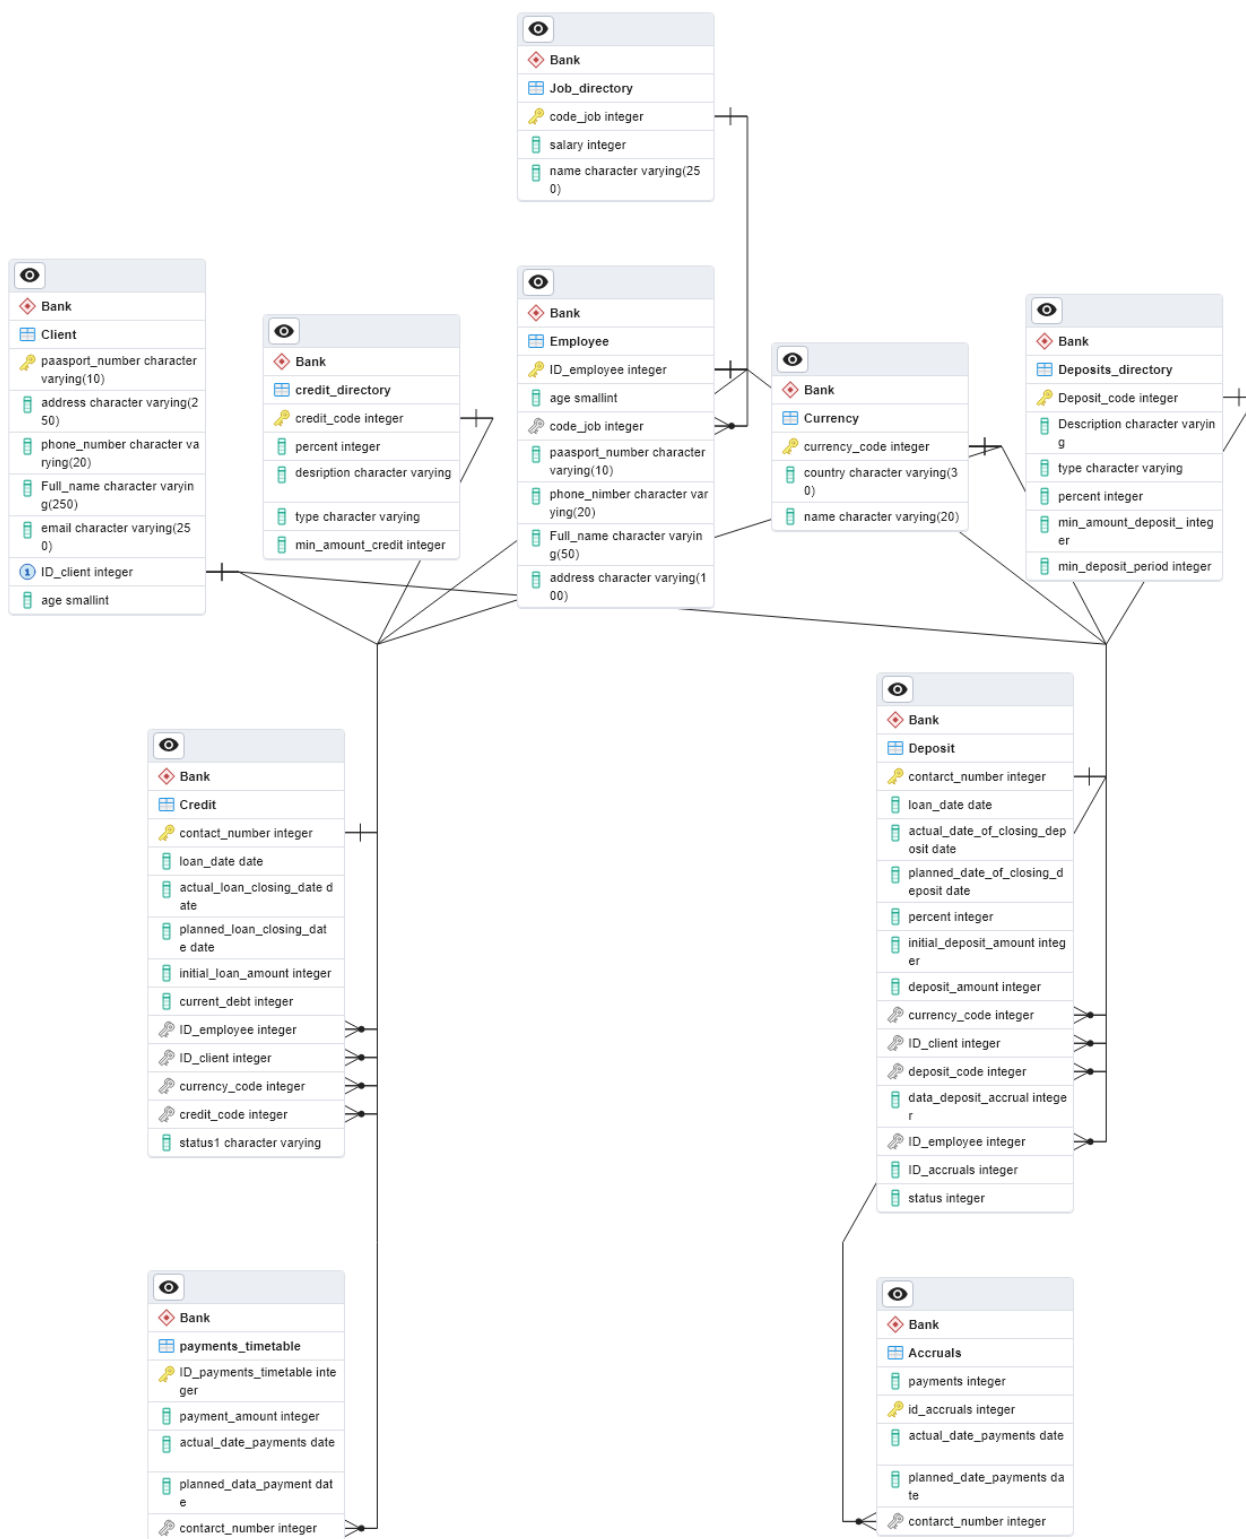 Bank
Job_directory
code_job integer
salary integer
name character varying(25
0)
Bank
Client
paasport_number character
varying(10)
address character varying(2
50)
phone_number character va
rying(20)
Full_name character varyin
g(250)
email character varying(25
0)
ID_client integer
age smallint
Bank
credit_directory
credit_code integer
percent integer
desription character varying
type character varying
min_amount_credit integer
Bank
Employee
ID_employee integer
age smallint
code_job integer
paasport_number character
varying(10)
phone_nimber character var
ying(20)
Full_name character varyin
g(50)
address character varying(1
00)
Bank
Currency
currency_code integer
country character varying(3
0)
name character varying(20)
Bank
Deposits_directory
Deposit_code integer
Description character varyin
g
type character varying
percent integer
min_amount_deposit_ integ
er
min_deposit_period integer
Bank
Credit
contact_number integer
loan_date date
actual_loan_closing_date d
ate
planned_loan_closing_dat
e date
initial_loan_amount integer
current_debt integer
ID_employee integer
ID_client integer
currency_code integer
credit_code integer
status1 character varying
Bank
Deposit
contarct_number integer
loan_date date
actual_date_of_closing_dep
osit date
planned_date_of_closing_d
eposit date
percent integer
initial_deposit_amount integ
er
deposit_amount integer
currency_code integer
ID_client integer
deposit_code integer
data_deposit_accrual intege
r
ID_employee integer
ID_accruals integer
status integer
Bank
payments_timetable
ID_payments_timetable inte
ger
payment_amount integer
actual_date_payments date
planned_data_payment dat
e
contarct_number integer
Bank
Accruals
payments integer
id_accruals integer
actual_date_payments date
planned_date_payments da
te
contarct_number integer